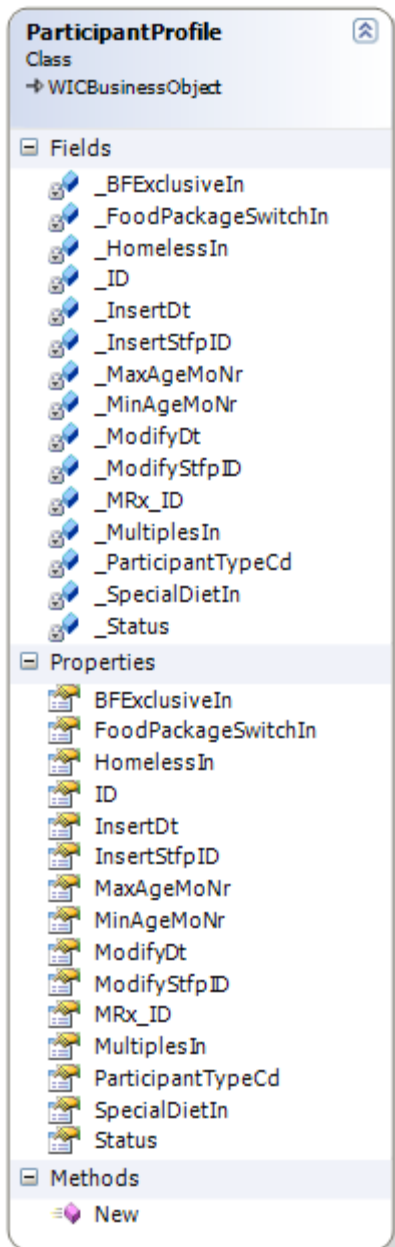 ParticipantProfile
Class
WICBusinessObject
Fields
_BFExclusiveIn
_FoodPackageSwitchIn
_HomelessIn
_ID
_InsertDt
_InsertStfpID
_MaxAgeMoNr
_MinAgeMoNr
_ModifyDt
_ModifyStfpID
_MRx_ID
_MultiplesIn
_ParticipantTypeCd
_SpecialDietIn
_Status
Properties
BFExclusiveIn
FoodPackageSwitchIn
HomelessIn
ID
InsertDt
InsertStfpID
MaxAgeMoNr
MinAgeMoNr
ModifyDt
ModifyStfpID
MRx_ID
MultiplesIn
ParticipantTypeCd
SpecialDietIn
Status
Methods
New